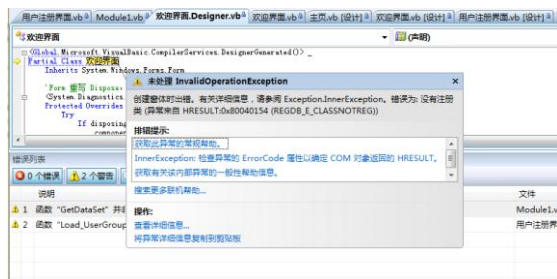 用户注册界面.vb Module1.vb 欢迎界面.Designer.vb 欢迎界面.vb 主页.vb [设计] 欢迎界面.vb [设计] 用户注册界面.vb [设计]
欢迎界面 (声明)
<Global.Microsoft.VisualBasic.CompilerServices.DesignerGenerated()> _
Partial Class 欢迎界面
Inherits System.Windows.Forms.Form
未处理 InvalidOperationException
'Form 重写 Dispose
<System.Diagnostics.
Protected Overrides
Try
If disposing
componen
创建窗体时出错。有关详细信息,请参阅 Exception.InnerException。错误为: 没有注册
类 (异常来自 HRESULT:0x80040154 (REGDB_E_CLASSNOTREG))
排错提示:
获取此异常的常规帮助。
InnerException: 检查异常的 ErrorCode 属性以确定 COM 对象返回的 HRESULT。
获取有关该内部异常的一般性帮助信息。
搜索更多联机帮助...
操作:
查看详细信息...
将异常详细信息复制到剪贴板
错误列表
0 个错误 2 个警告
说明 文件
1 函数 "GetDataSet" Module1.v
2 函数 "Load_UserGroup 用户注册界